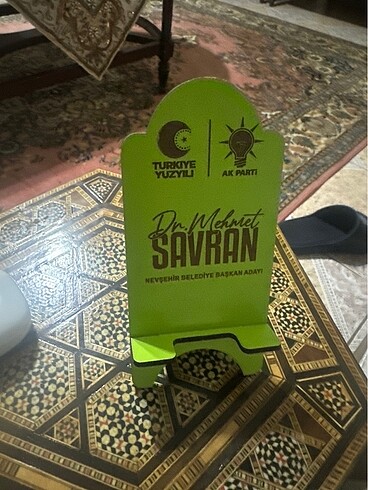 TÜRKİYE
YÜZYILI
AK PARTİ
Dr. Mehmet
SAVRAN
NEVŞEHİR BELEDİYE BAŞKAN ADAYI